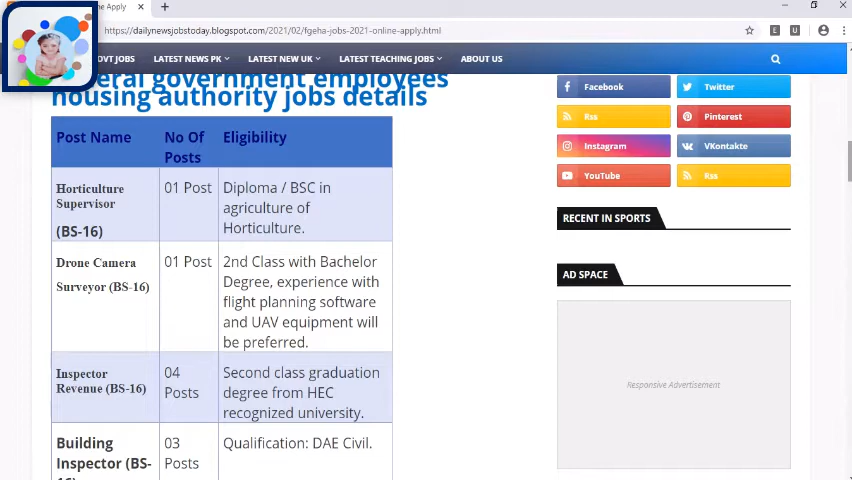 Apply
https://dailynewsjobstoday.blogspot.com/2021/02/fgeha-jobs-2021-online-apply.html
JOBS
LATEST NEWS PK
LATEST NEW UK
LATEST TEACHING JOBS
ABOUT US
government employees
housing authority jobs details
Post Name No Of Posts Eligibility
Horticulture
Supervisor
(BS-16)
01 Post
Diploma / BSC in
agriculture of
Horticulture.
Drone Camera
Surveyor (BS-16)
01 Post
2nd Class with Bachelor
Degree, experience with
flight planning software
and UAV equipment will
be preferred.
Inspector
Revenue (BS-16)
04
Posts
Second class graduation
degree from HEC
recognized university.
Building
Inspector (BS-
03
Posts
Qualification: DAE Civil.
Facebook
Twitter
Rss
Pinterest
Instagram
VKontakte
YouTube
Rss
RECENT IN SPORTS
AD SPACE
Responsive Advertisement